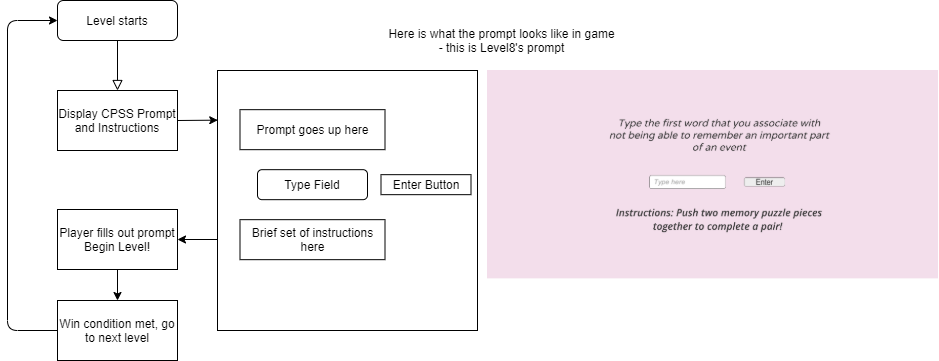 Level starts
Here is what the prompt looks like in game
- this is Level8's prompt
Display CPSS Prompt
and Instructions
Prompt goes up here
Type Field
Enter Button
Brief set of instructions
here
Type the first word that you associate with
not being able to remember an important part
of an event
Type here
Enter
Instructions: Push two memory puzzle pieces
together to complete a pair!
Player fills out prompt
Begin Level!
Win condition met, go
to next level